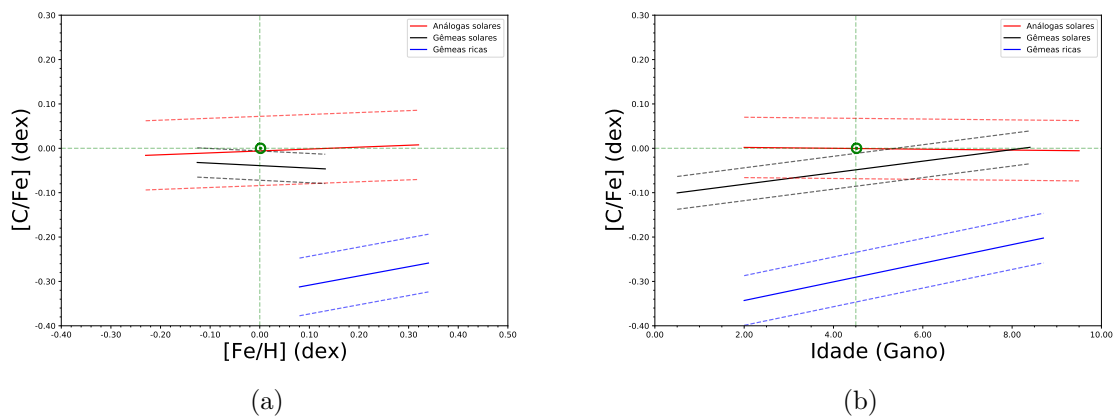 0.30
0.20
0.10
0.00
-0.10
-0.20
-0.30
-0.40
[C/Fe] (dex)
-0.40 -0.30 -0.20 -0.10 0.00 0.10 0.20 0.30 0.40 0.50
[Fe/H] (dex)
Análogas solares
Gêmeas solares
Gêmeas ricas
(a)
0.30
0.20
0.10
0.00
-0.10
-0.20
-0.30
-0.40
[C/Fe] (dex)
0.00 2.00 4.00 6.00 8.00 10.00
Idade (Gano)
Análogas solares
Gêmeas solares
Gêmeas ricas
(b)